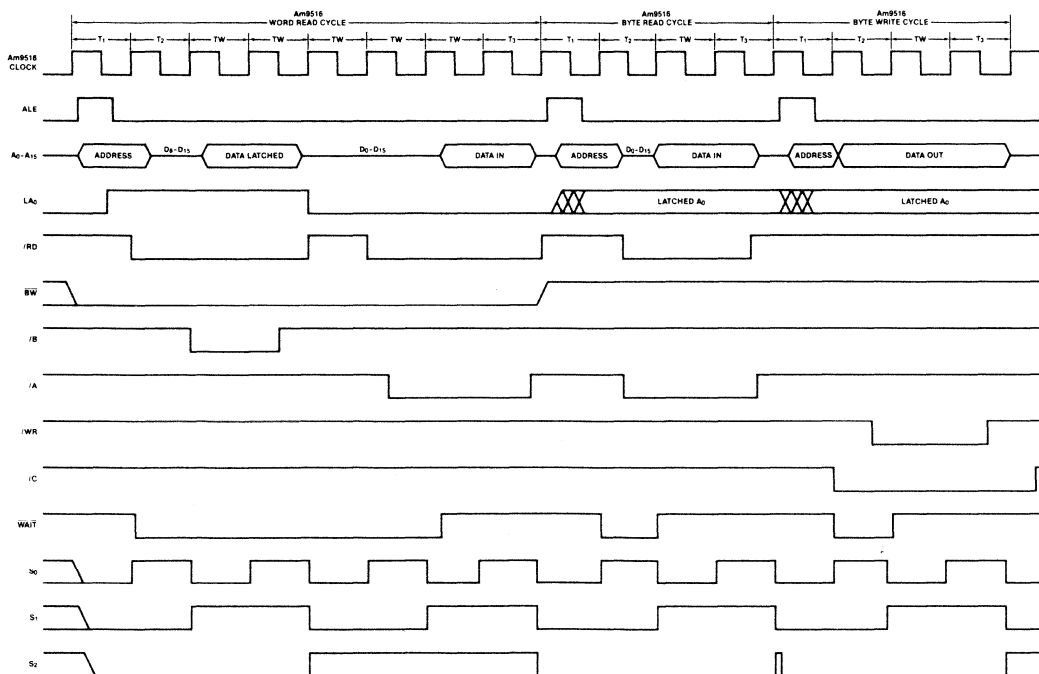 Am9516
WORD READ CYCLE
Am9516
BYTE READ CYCLE
Am9516
BYTE WRITE CYCLE
T1 T2 TW TW TW TW TW T3 T1 T2 TW T3 T1 T2 TW T3
Am9516
CLOCK
ALE
A0-A15 ADDRESS D8-D15 DATA LATCHED D0-D15 DATA IN ADDRESS D0-D15 DATA IN ADDRESS DATA OUT
LA0 LATCHED A0 LATCHED A0
/RD
BW
/B
/A
/WR
/C
WAIT
S0
S1
S2